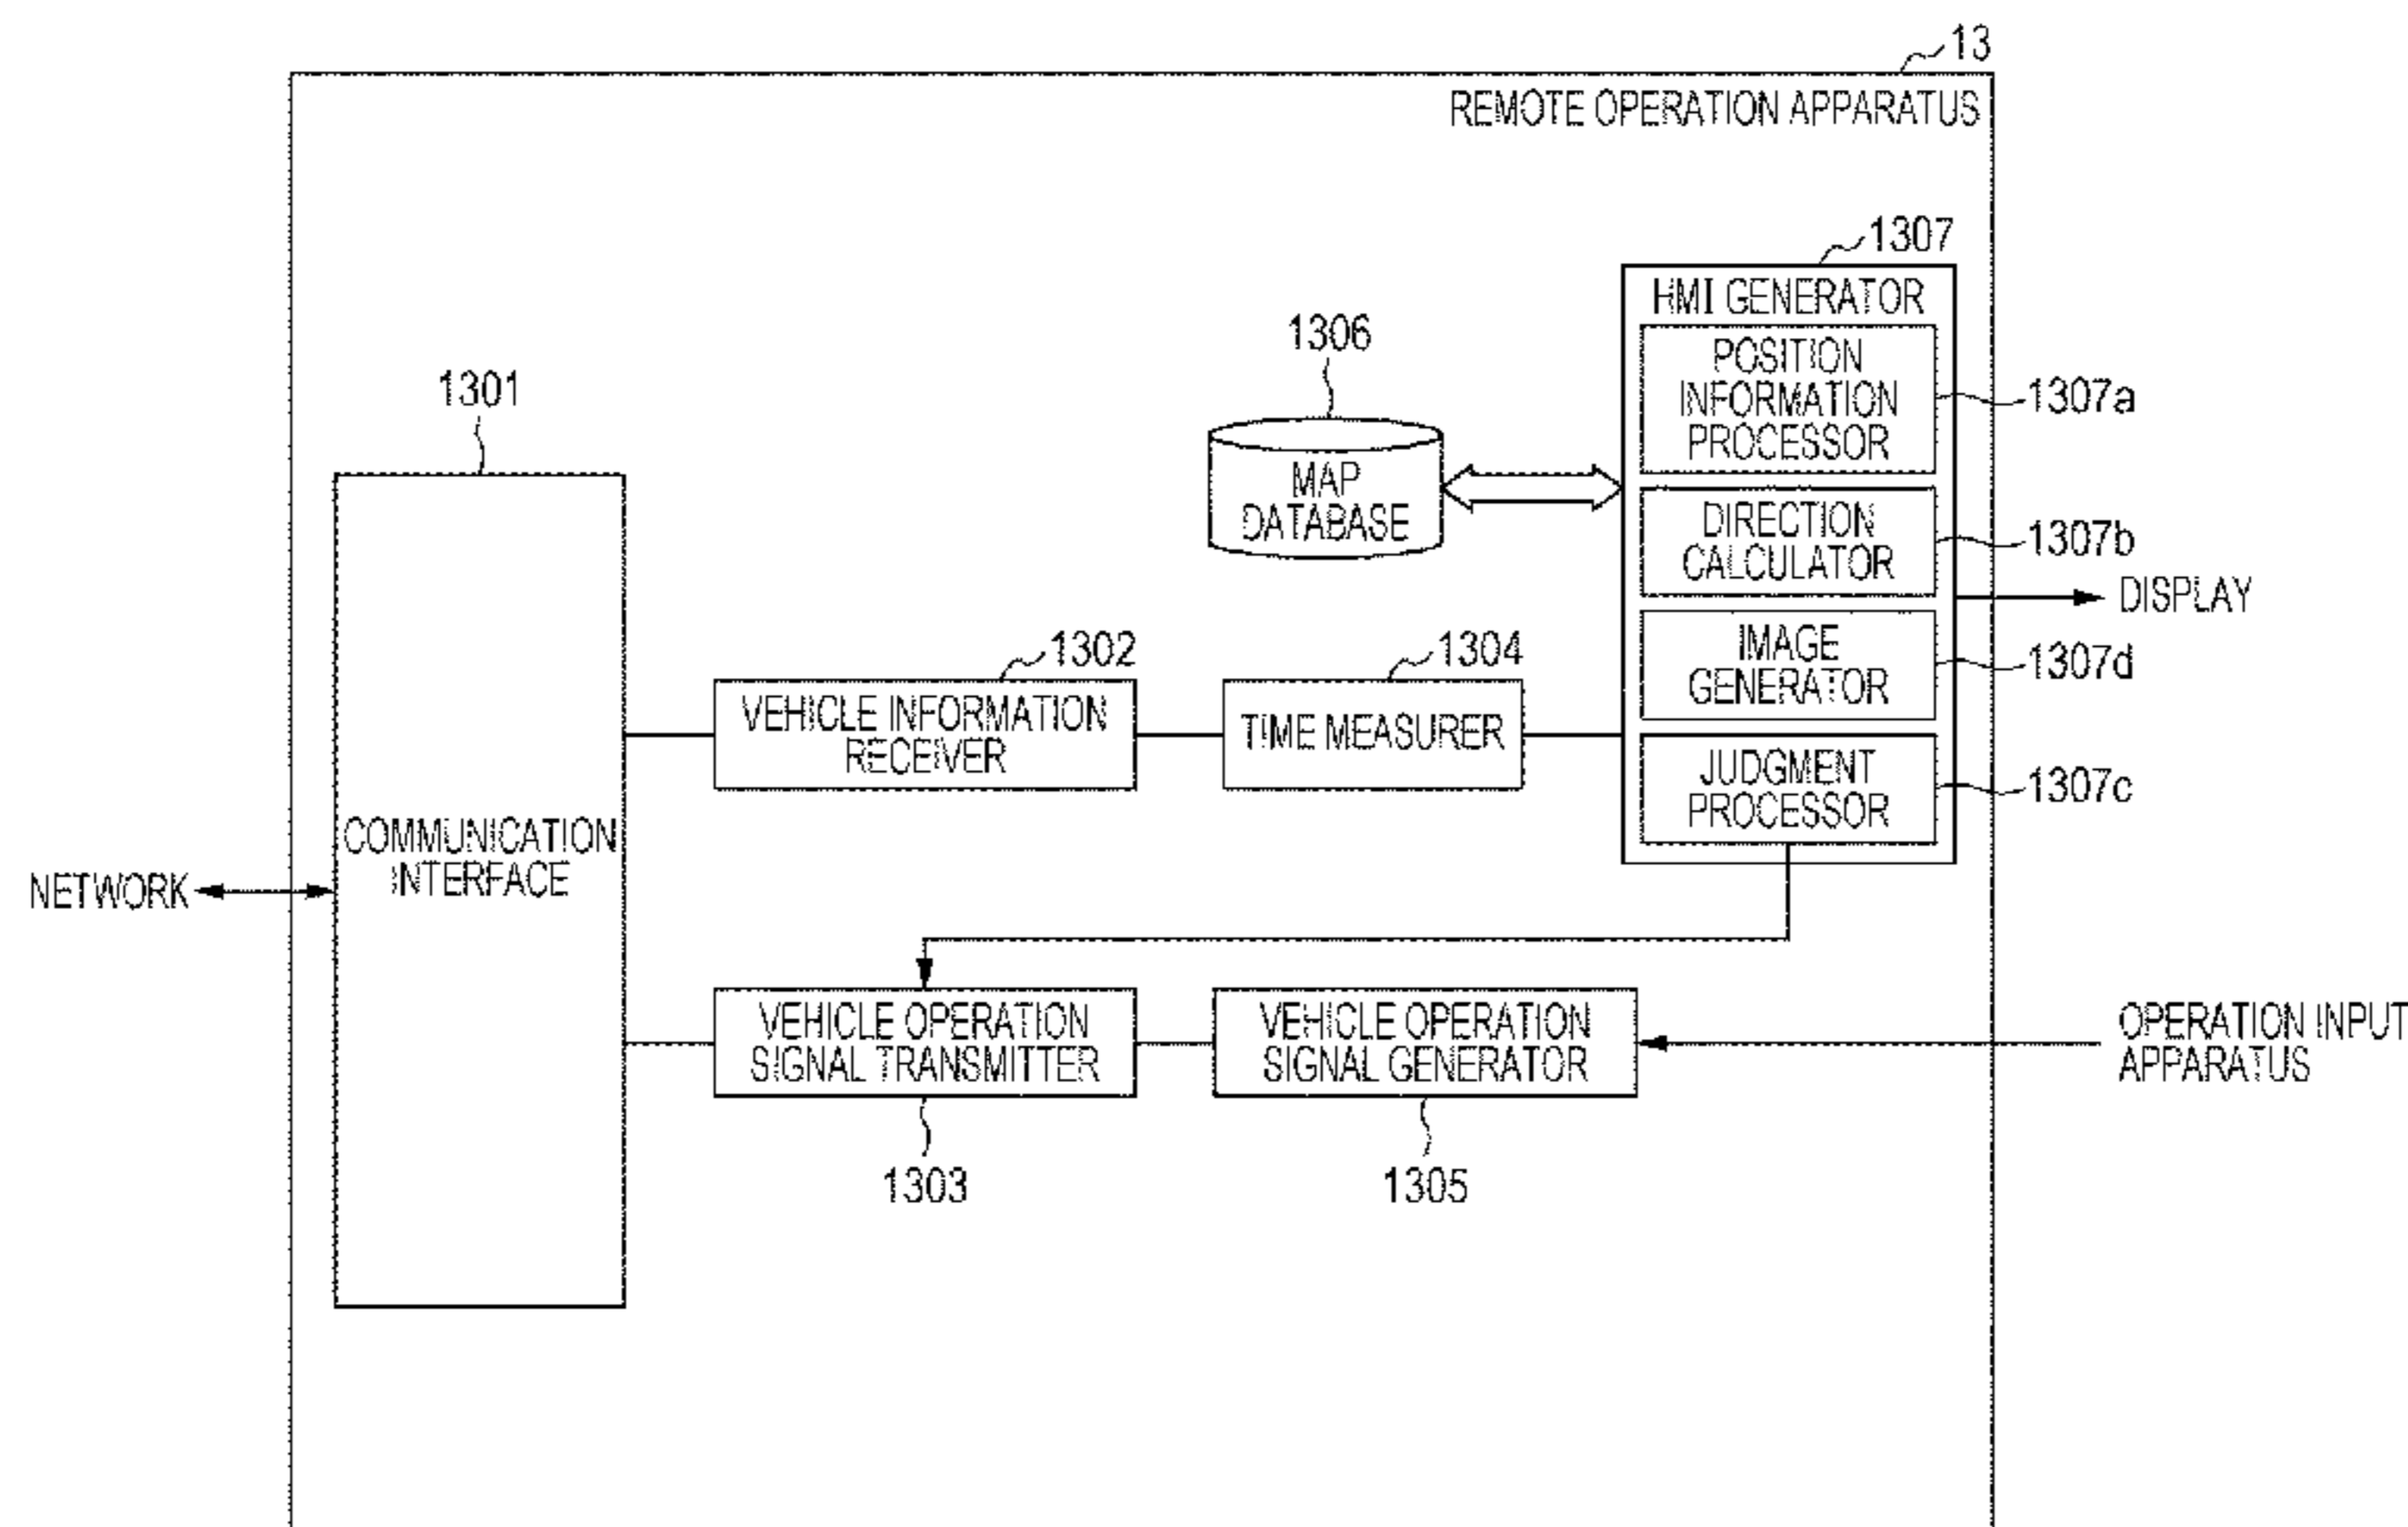 13
REMOTE OPERATION APPARATUS
1307
HMI GENERATOR
POSITION
INFORMATION
PROCESSOR
1307a
DIRECTION
CALCULATOR
1307b
IMAGE
GENERATOR
1307d
JUDGMENT
PROCESSOR
1307c
DISPLAY
1306
MAP
DATABASE
1301
COMMUNICATION
INTERFACE
NETWORK
1302
VEHICLE INFORMATION
RECEIVER
1304
TIME MEASURER
VEHICLE OPERATION
SIGNAL TRANSMITTER
1303
VEHICLE OPERATION
SIGNAL GENERATOR
1305
OPERATION INPUT
APPARATUS